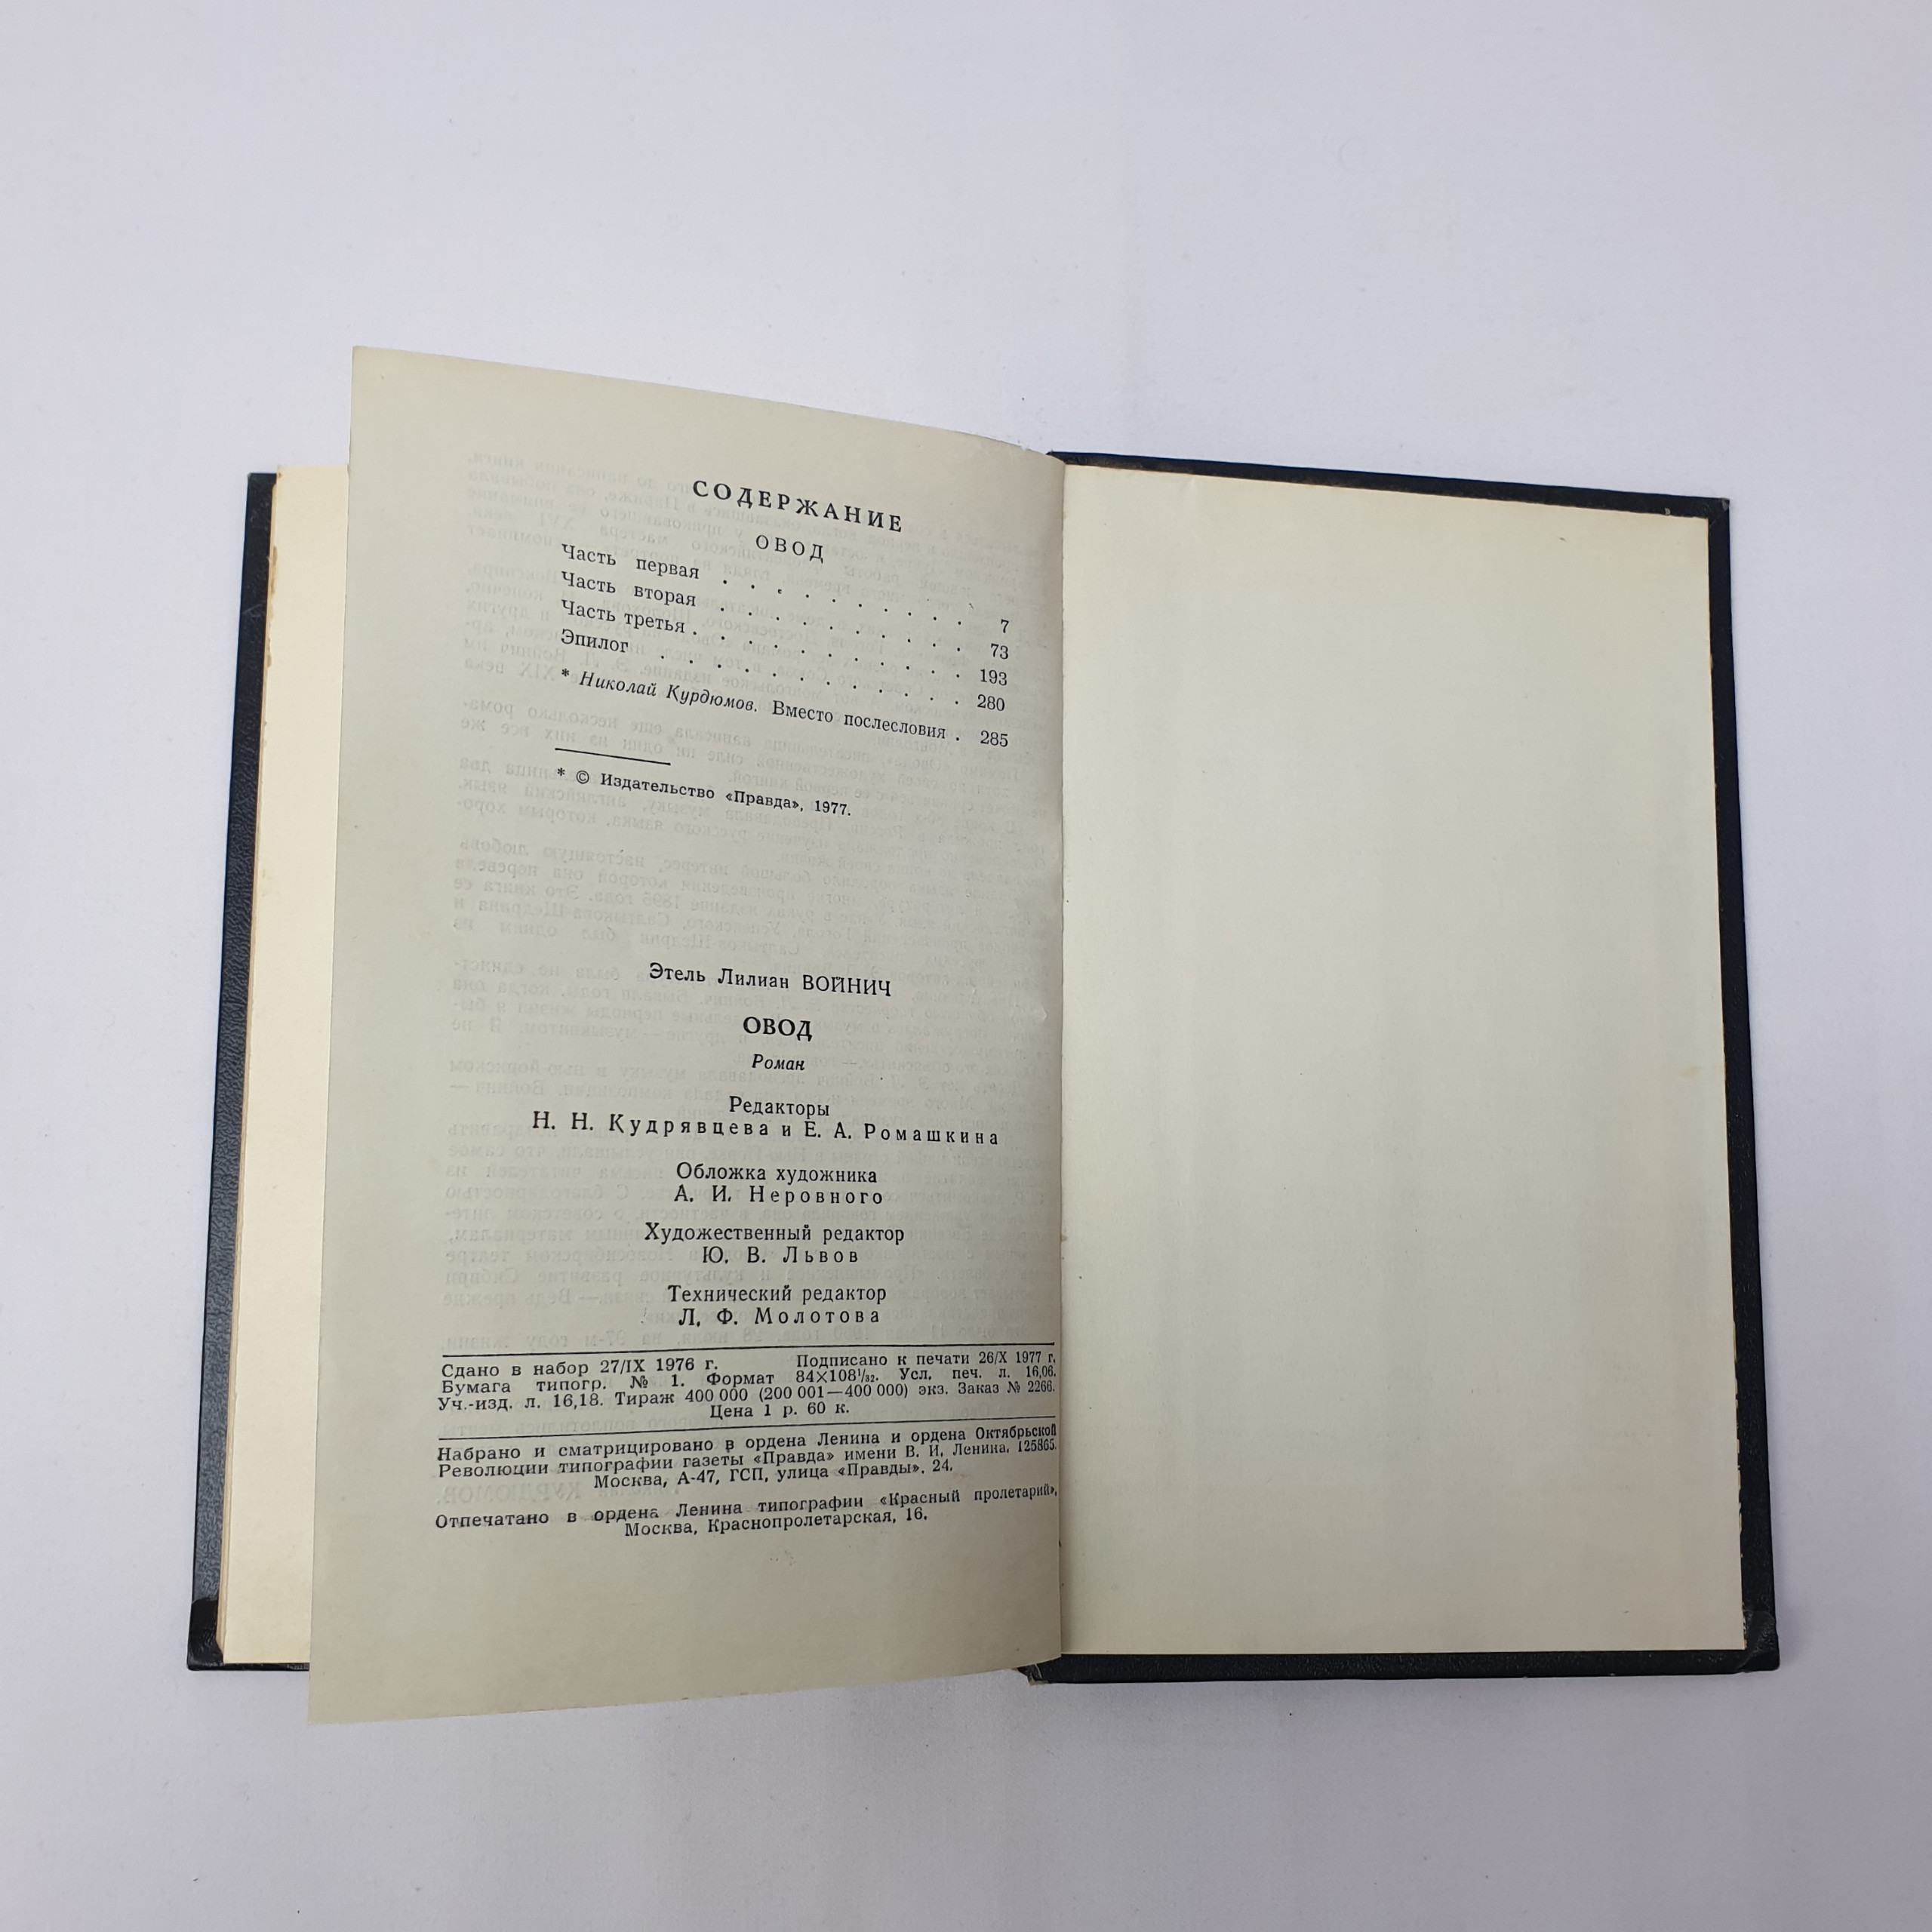 СОДЕРЖАНИЕ
ОВОД
Часть первая . . . . . . . . . . 7
Часть вторая . . . . . . . . . . 73
Часть третья . . . . . . . . . . 193
Эпилог . . . . . . . . . . . 280
* Николай Курдюмов. Вместо послесловия . 285
* © Издательство «Правда», 1977.
Этель Лилиан ВОЙНИЧ
ОВОД
Роман
Редакторы
Н. Н. Кудрявцева и Е. А. Ромашкина
Обложка художника
А. И. Неровного
Художественный редактор
Ю. В. Львов
Технический редактор
Л. Ф. Молотова
Сдано в набор 27/IX 1976 г. Подписано к печати 26/X 1977 г.
Бумага типогр. № 1. Формат 84×108¹/₃₂. Усл. печ. л. 16,06.
Уч.-изд. л. 16,18. Тираж 400 000 (200 001—400 000) экз. Заказ № 2266.
Цена 1 р. 60 к.
Набрано и сматрицировано в ордена Ленина и ордена Октябрьской
Революции типографии газеты «Правда» имени В. И. Ленина, 125865,
Москва, А-47, ГСП, улица «Правды», 24.
Отпечатано в ордена Ленина типографии «Красный пролетарий»,
Москва, Краснопролетарская, 16.